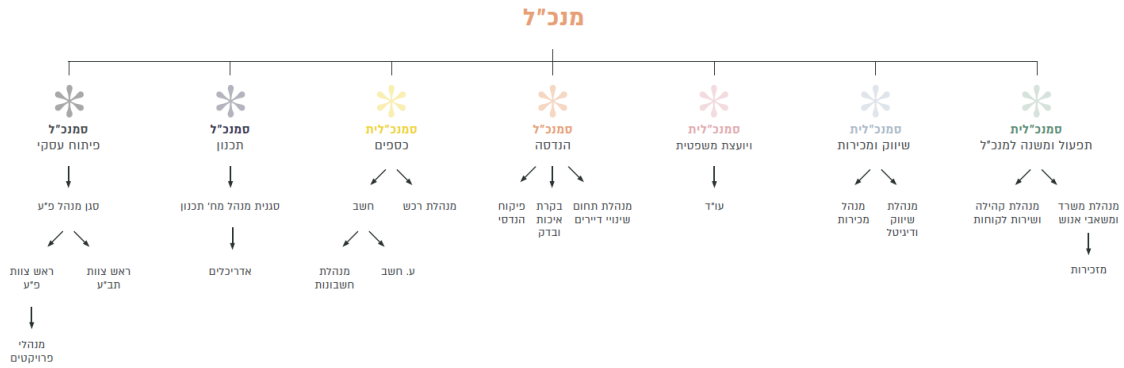 מנכ"ל
סמנכ"לית
תפעול ומשנה למנכ"ל
סמנכ"לית
שיווק ומכירות
סמנכ"לית
ויועצת משפטית
סמנכ"ל
הנדסה
סמנכ"לית
כספים
סמנכ"ל
תכנון
סמנכ"ל
פיתוח עסקי
מנהלת משרד
ומשאבי אנוש
מנהלת קהילה
ושירות לקוחות
מנהלת
שיווק
ודיגיטל
מנהל
מכירות
עו"ד
מנהלת תחום
שינויי דיירים
בקרת
איכות
ובדק
פיקוח
הנדסי
מנהלת רכש
חשב
סגנית מנהל מח' תכנון
סגן מנהל פ"ע
מזכירות
ע. חשב
מנהלת
חשבונות
אדריכלים
ראש צוות
תב"ע
ראש צוות
פ"ע
מנהלי
פרויקטים